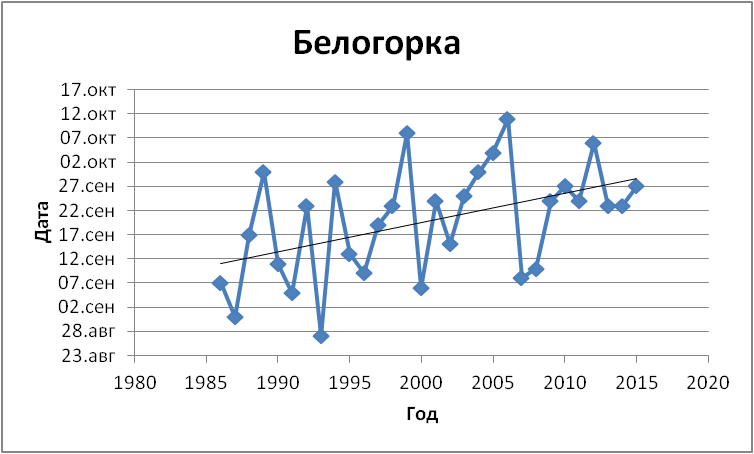 Белогорка
17.окт
12.окт
07.окт
02.окт
27.сен
22.сен
17.сен
12.сен
07.сен
02.сен
28.авг
23.авг
Дата
1980 1985 1990 1995 2000 2005 2010 2015 2020
Год